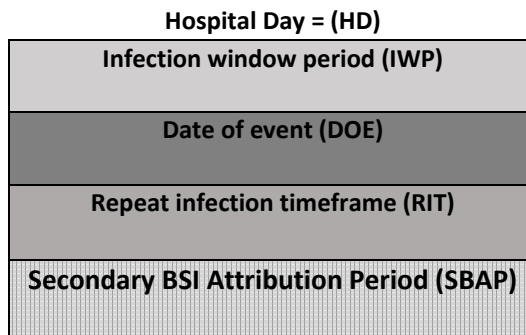 Hospital Day = (HD)
Infection window period (IWP)
Date of event (DOE)
Repeat infection timeframe (RIT)
Secondary BSI Attribution Period (SBAP)